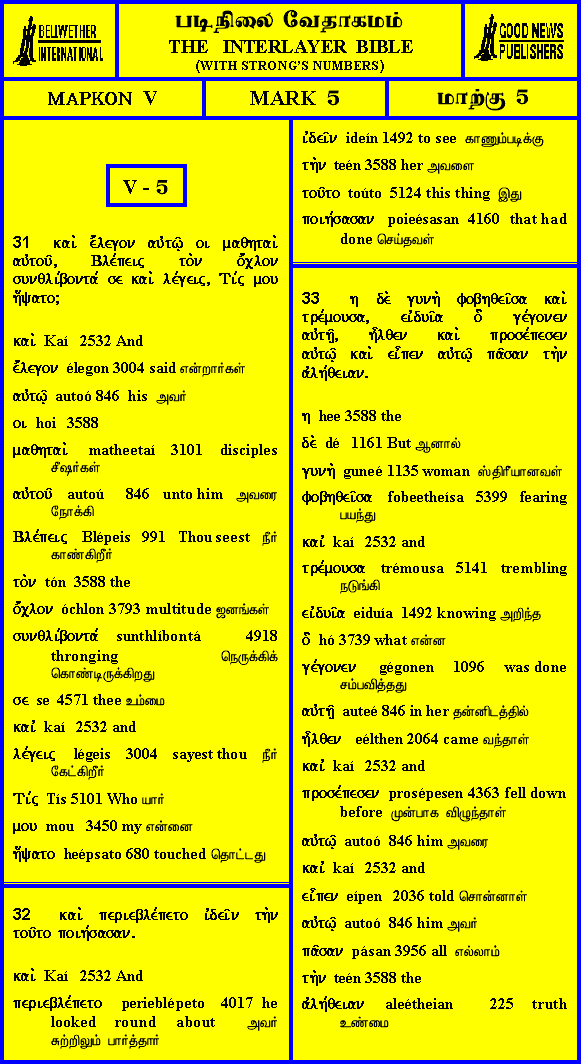 BELLWETHER
INTERNATIONAL
படிநிலை வேதாகமம்
THE INTERLAYER BIBLE
(WITH STRONG'S NUMBERS)
GOOD NEWS
PUBLISHERS
ΜΑΡΚΟΝ V
MARK 5
மாற்கு 5
V - 5
31 καὶ ἔλεγον αὐτῷ οι μαθηταὶ
αὐτοῦ, Βλέπεις τὸν ὄχλον
συνθλίβοντά σε καὶ λέγεις, Τίς μου
ἥψατο;
καὶ Kaí 2532 And
ἔλεγον élegon 3004 said என்றார்கள்
αὐτῷ autoó 846 his அவர்
οι hoi 3588
μαθηταὶ matheetaí 3101 disciples
சீஷர்கள்
αὐτοῦ autoú 846 unto him அவரை
நோக்கி
Βλέπεις Blépeis 991 Thou seest நீர்
காண்கிறீர்
τὸν tón 3588 the
ὄχλον óchlon 3793 multitude ஜனங்கள்
συνθλίβοντά sunthlíbontá 4918
thronging நெருக்கிக்
கொண்டிருக்கிறது
σε se 4571 thee உம்மை
καὶ kaí 2532 and
λέγεις légeis 3004 sayest thou நீர்
கேட்கிறீர்
Τίς Tís 5101 Who யார்
μου mou 3450 my என்னை
ἥψατο heépsato 680 touched தொட்டது
32 καὶ περιεβλέπετο ἰδεῖν τὴν
τοῦτο ποιήσασαν.
καὶ Kaí 2532 And
περιεβλέπετο perieblépeto 4017 he
looked round about அவர்
சுற்றிலும் பார்த்தார்
ἰδεῖν ideín 1492 to see காணும்படிக்கு
τὴν teén 3588 her அவளை
τοῦτο toúto 5124 this thing இது
ποιήσασαν poieésasan 4160 that had
done செய்தவள்
33 η δὲ γυνὴ φοβηθεῖσα καὶ
τρέμουσα, εἰδυῖα ὃ γέγονεν
αὐτῇ, ἦλθεν καὶ προσέπεσεν
αὐτῷ καὶ εἶπεν αὐτῷ πᾶσαν τὴν
ἀλήθειαν.
η hee 3588 the
δὲ dé 1161 But ஆனால்
γυνὴ guneé 1135 woman ஸ்திரீயானவள்
φοβηθεῖσα fobeetheísa 5399 fearing
பயந்து
καὶ kaí 2532 and
τρέμουσα trémousa 5141 trembling
நடுங்கி
εἰδυῖα eiduía 1492 knowing அறிந்த
ὃ hó 3739 what என்ன
γέγονεν gégonen 1096 was done
சம்பவித்தது
αὐτῇ auteé 846 in her தன்னிடத்தில்
ἦλθεν eélthen 2064 came வந்தாள்
καὶ kaí 2532 and
προσέπεσεν prosépesen 4363 fell down
before முன்பாக விழுந்தாள்
αὐτῷ autoó 846 him அவரை
καὶ kaí 2532 and
εἶπεν eípen 2036 told சொன்னாள்
αὐτῷ autoó 846 him அவர்
πᾶσαν pásan 3956 all எல்லாம்
τὴν teén 3588 the
ἀλήθειαν aleétheian 225 truth
உண்மை